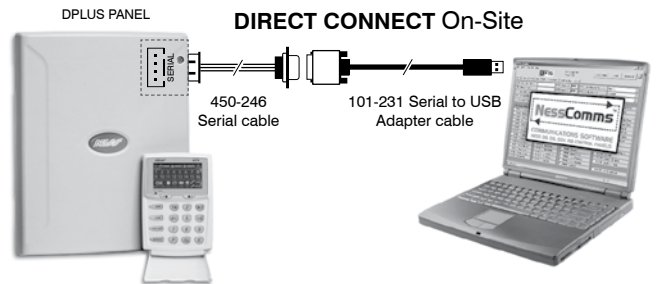 DPLUS PANEL
DIRECT CONNECT On-Site
SERIAL
450-246
Serial cable
101-231 Serial to USB
Adapter cable
NessComms
COMMUNICATIONS SOFTWARE